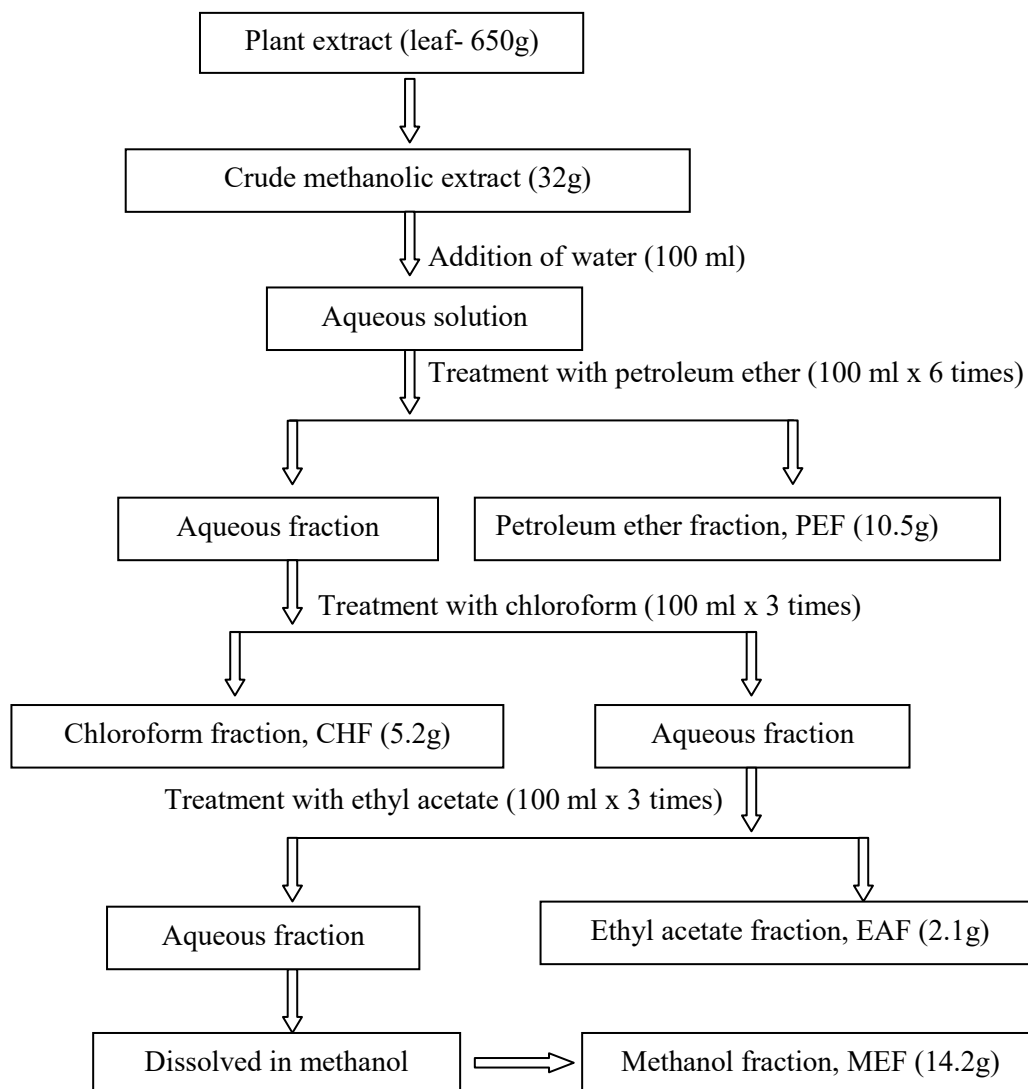 Plant extract (leaf- 650g)
Crude methanolic extract (32g)
Addition of water (100 ml)
Aqueous solution
Treatment with petroleum ether (100 ml x 6 times)
Aqueous fraction
Petroleum ether fraction, PEF (10.5g)
Treatment with chloroform (100 ml x 3 times)
Chloroform fraction, CHF (5.2g)
Aqueous fraction
Treatment with ethyl acetate (100 ml x 3 times)
Aqueous fraction
Ethyl acetate fraction, EAF (2.1g)
Dissolved in methanol
Methanol fraction, MEF (14.2g)